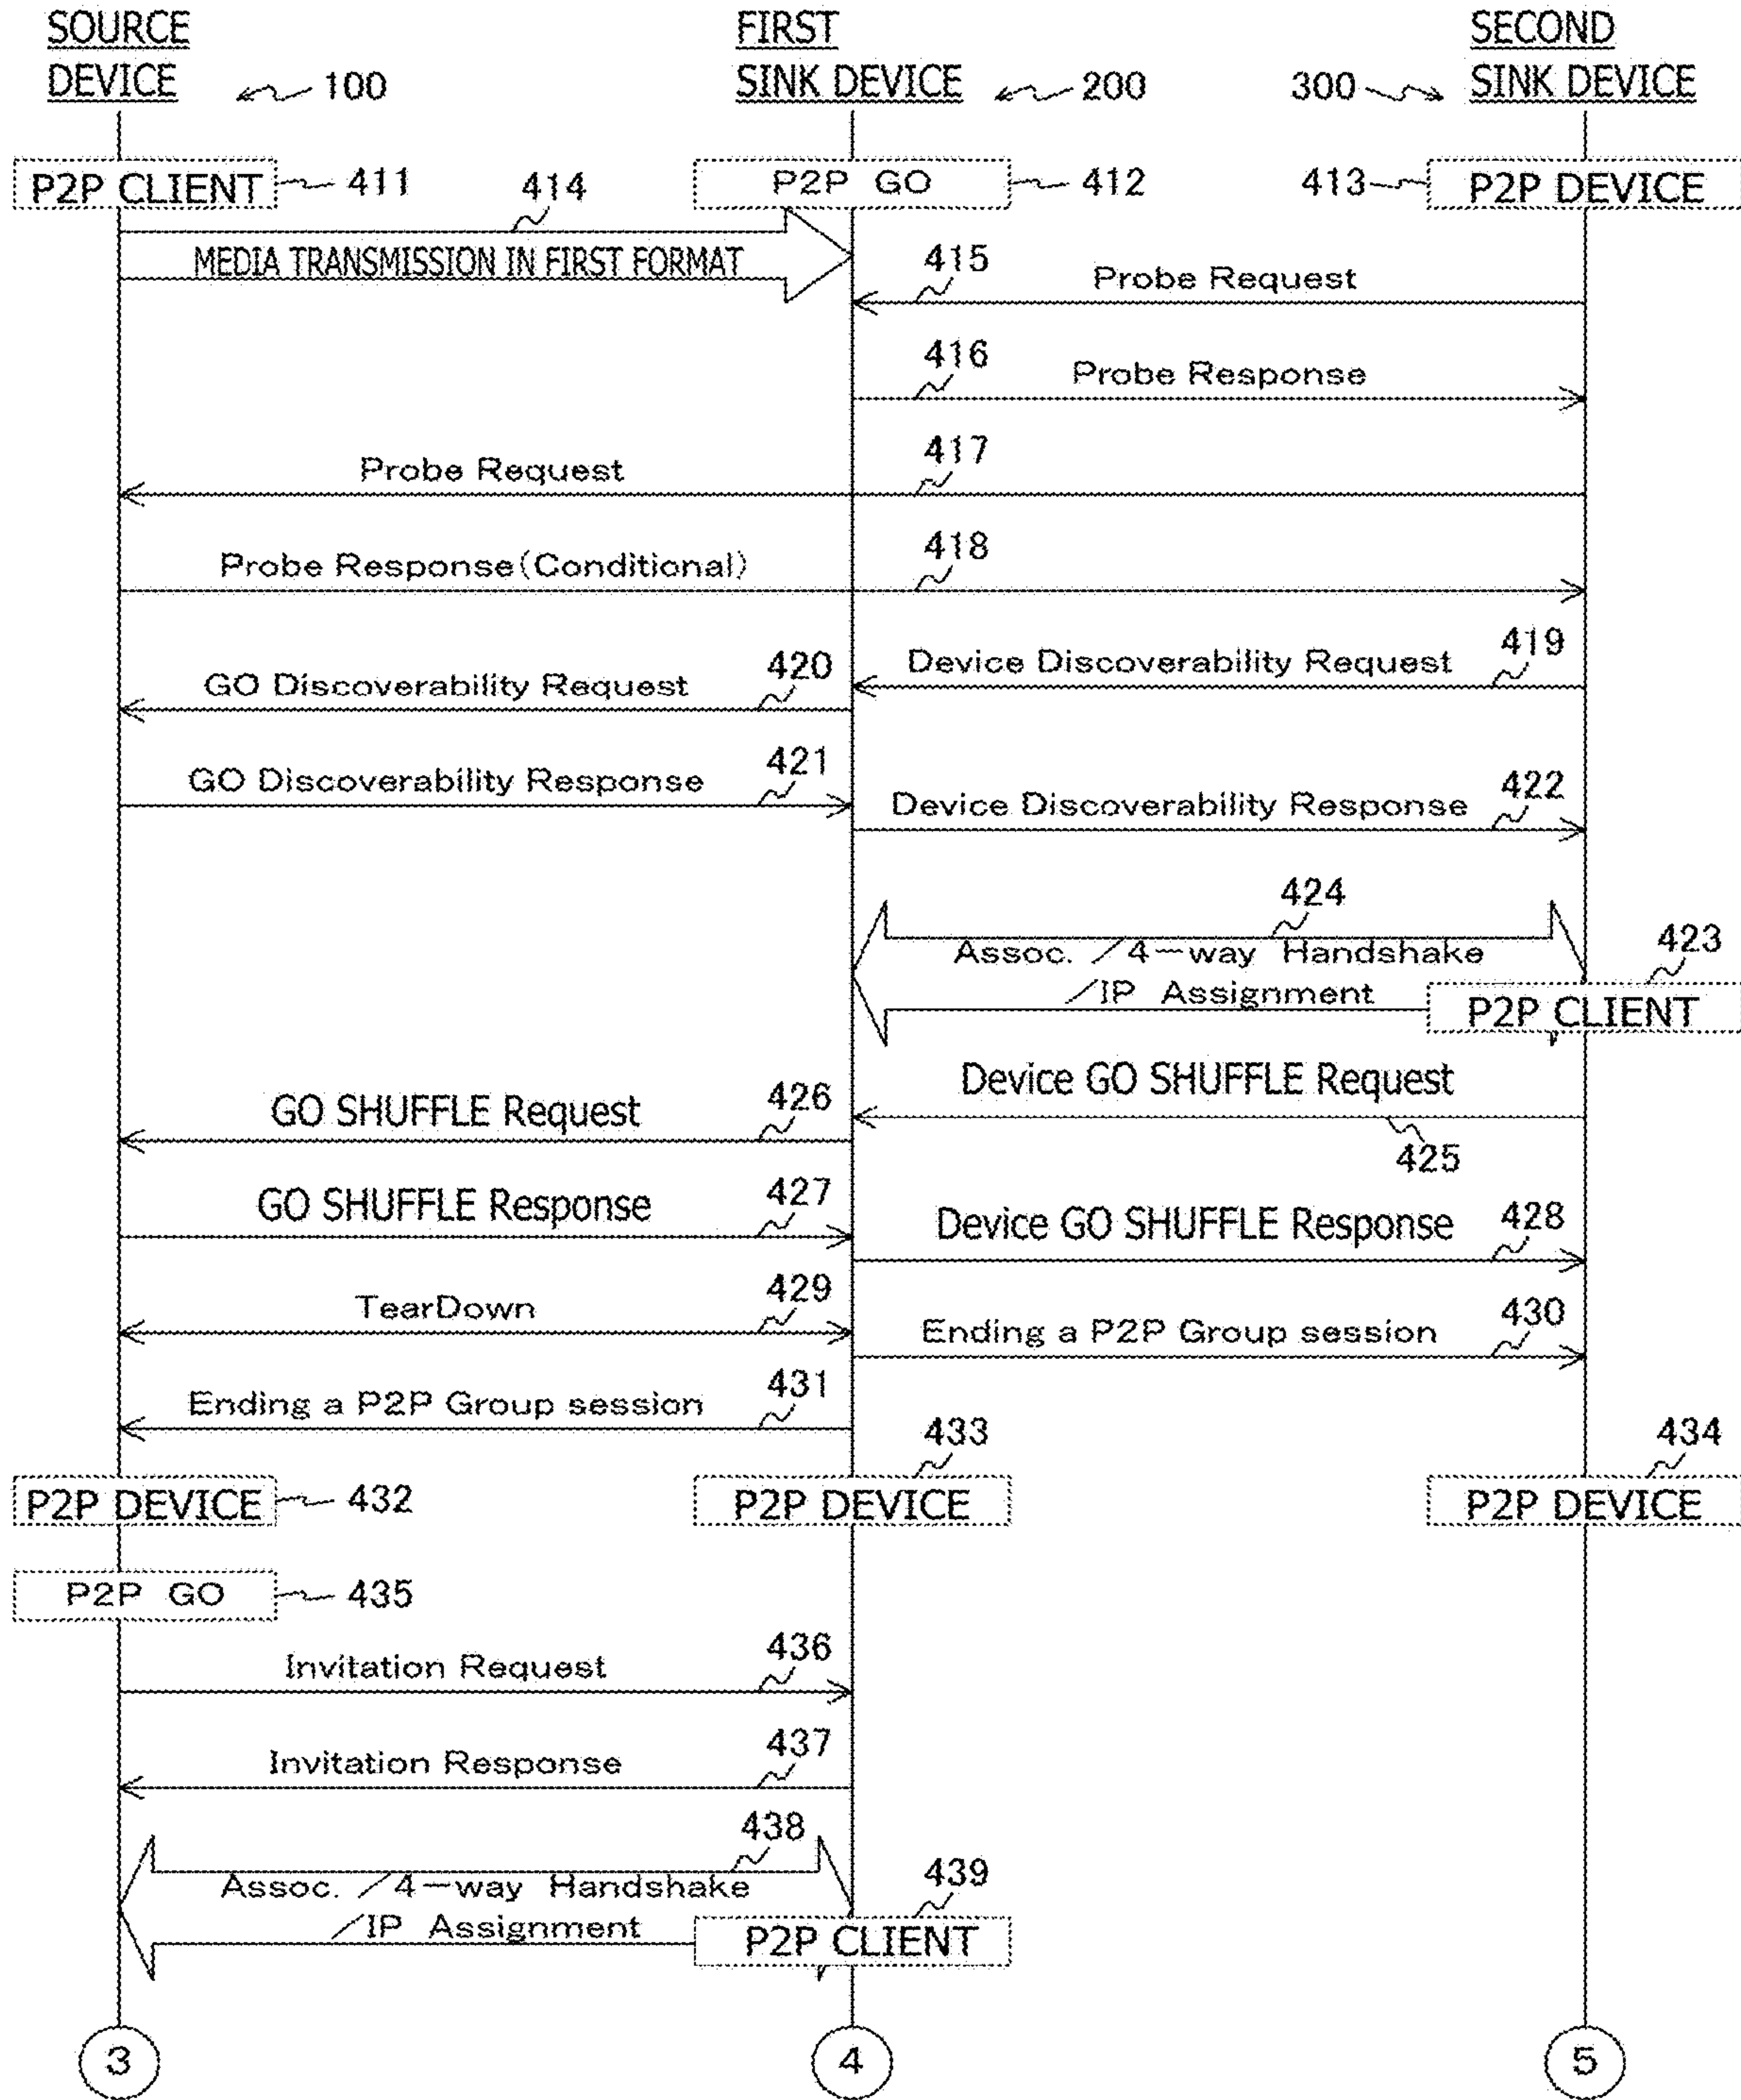 SOURCE
DEVICE
100
FIRST
SINK DEVICE
200
300
SECOND
SINK DEVICE
P2P CLIENT
411
P2P GO
412
413
P2P DEVICE
414
MEDIA TRANSMISSION IN FIRST FORMAT
415
Probe Request
416
Probe Response
417
Probe Request
418
Probe Response(Conditional)
419
Device Discoverability Request
420
GO Discoverability Request
421
GO Discoverability Response
422
Device Discoverability Response
424
Assoc. /4-way Handshake
/IP Assignment
423
P2P CLIENT
Device GO SHUFFLE Request
425
426
GO SHUFFLE Request
427
GO SHUFFLE Response
428
Device GO SHUFFLE Response
429
TearDown
430
Ending a P2P Group session
431
Ending a P2P Group session
P2P DEVICE
432
433
P2P DEVICE
434
P2P DEVICE
P2P GO
435
436
Invitation Request
437
Invitation Response
438
Assoc. /4-way Handshake
/IP Assignment
439
P2P CLIENT
3
4
5